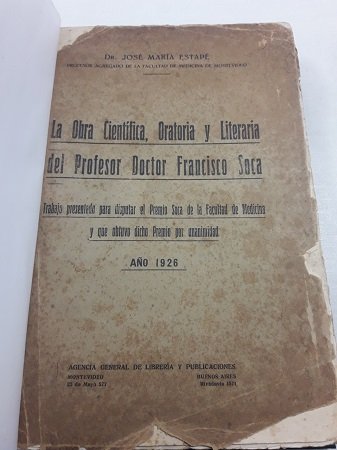 DR. JOSÉ MARÍA ESTAPÉ
PROFESOR AGREGADO DE LA FACULTAD DE MEDICINA DE MONTEVIDEO
La Obra Científica, Oratoria y Literaria
del Profesor Doctor Francisco Soca
Trabajo presentado para disputar el Premio Soca de la Facultad de Medicina
y que obtuvo dicho Premio por unanimidad
AÑO 1926
AGENCIA GENERAL DE LIBRERÍA Y PUBLICACIONES
MONTEVIDEO BUENOS AIRES
25 de Mayo 577 Rivadavia 1571